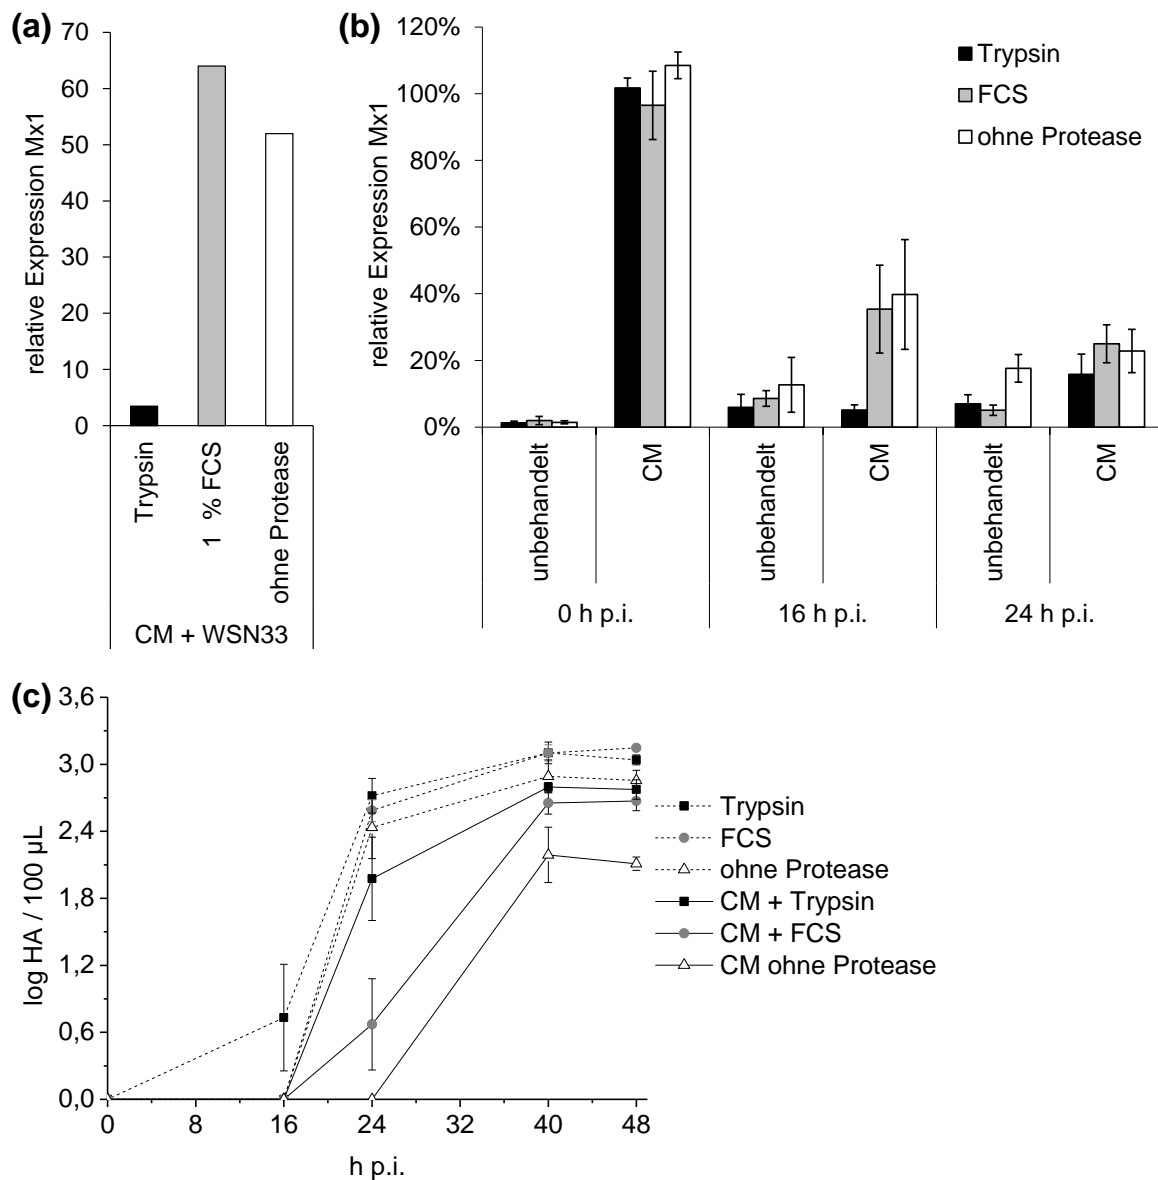 (a)
relative Expression Mx1
70
60
50
40
30
20
10
0
Trypsin
1 % FCS
ohne Protease
CM + WSN33
(b)
relative Expression Mx1
120%
100%
80%
60%
40%
20%
0%
Trypsin
FCS
ohne Protease
unbehandelt
CM
unbehandelt
CM
unbehandelt
CM
0 h p.i.
16 h p.i.
24 h p.i.
(c)
log HA / 100 µL
3,6
3,0
2,4
1,8
1,2
0,6
0,0
0
8
16
24
32
40
48
h p.i.
Trypsin
FCS
ohne Protease
CM + Trypsin
CM + FCS
CM ohne Protease